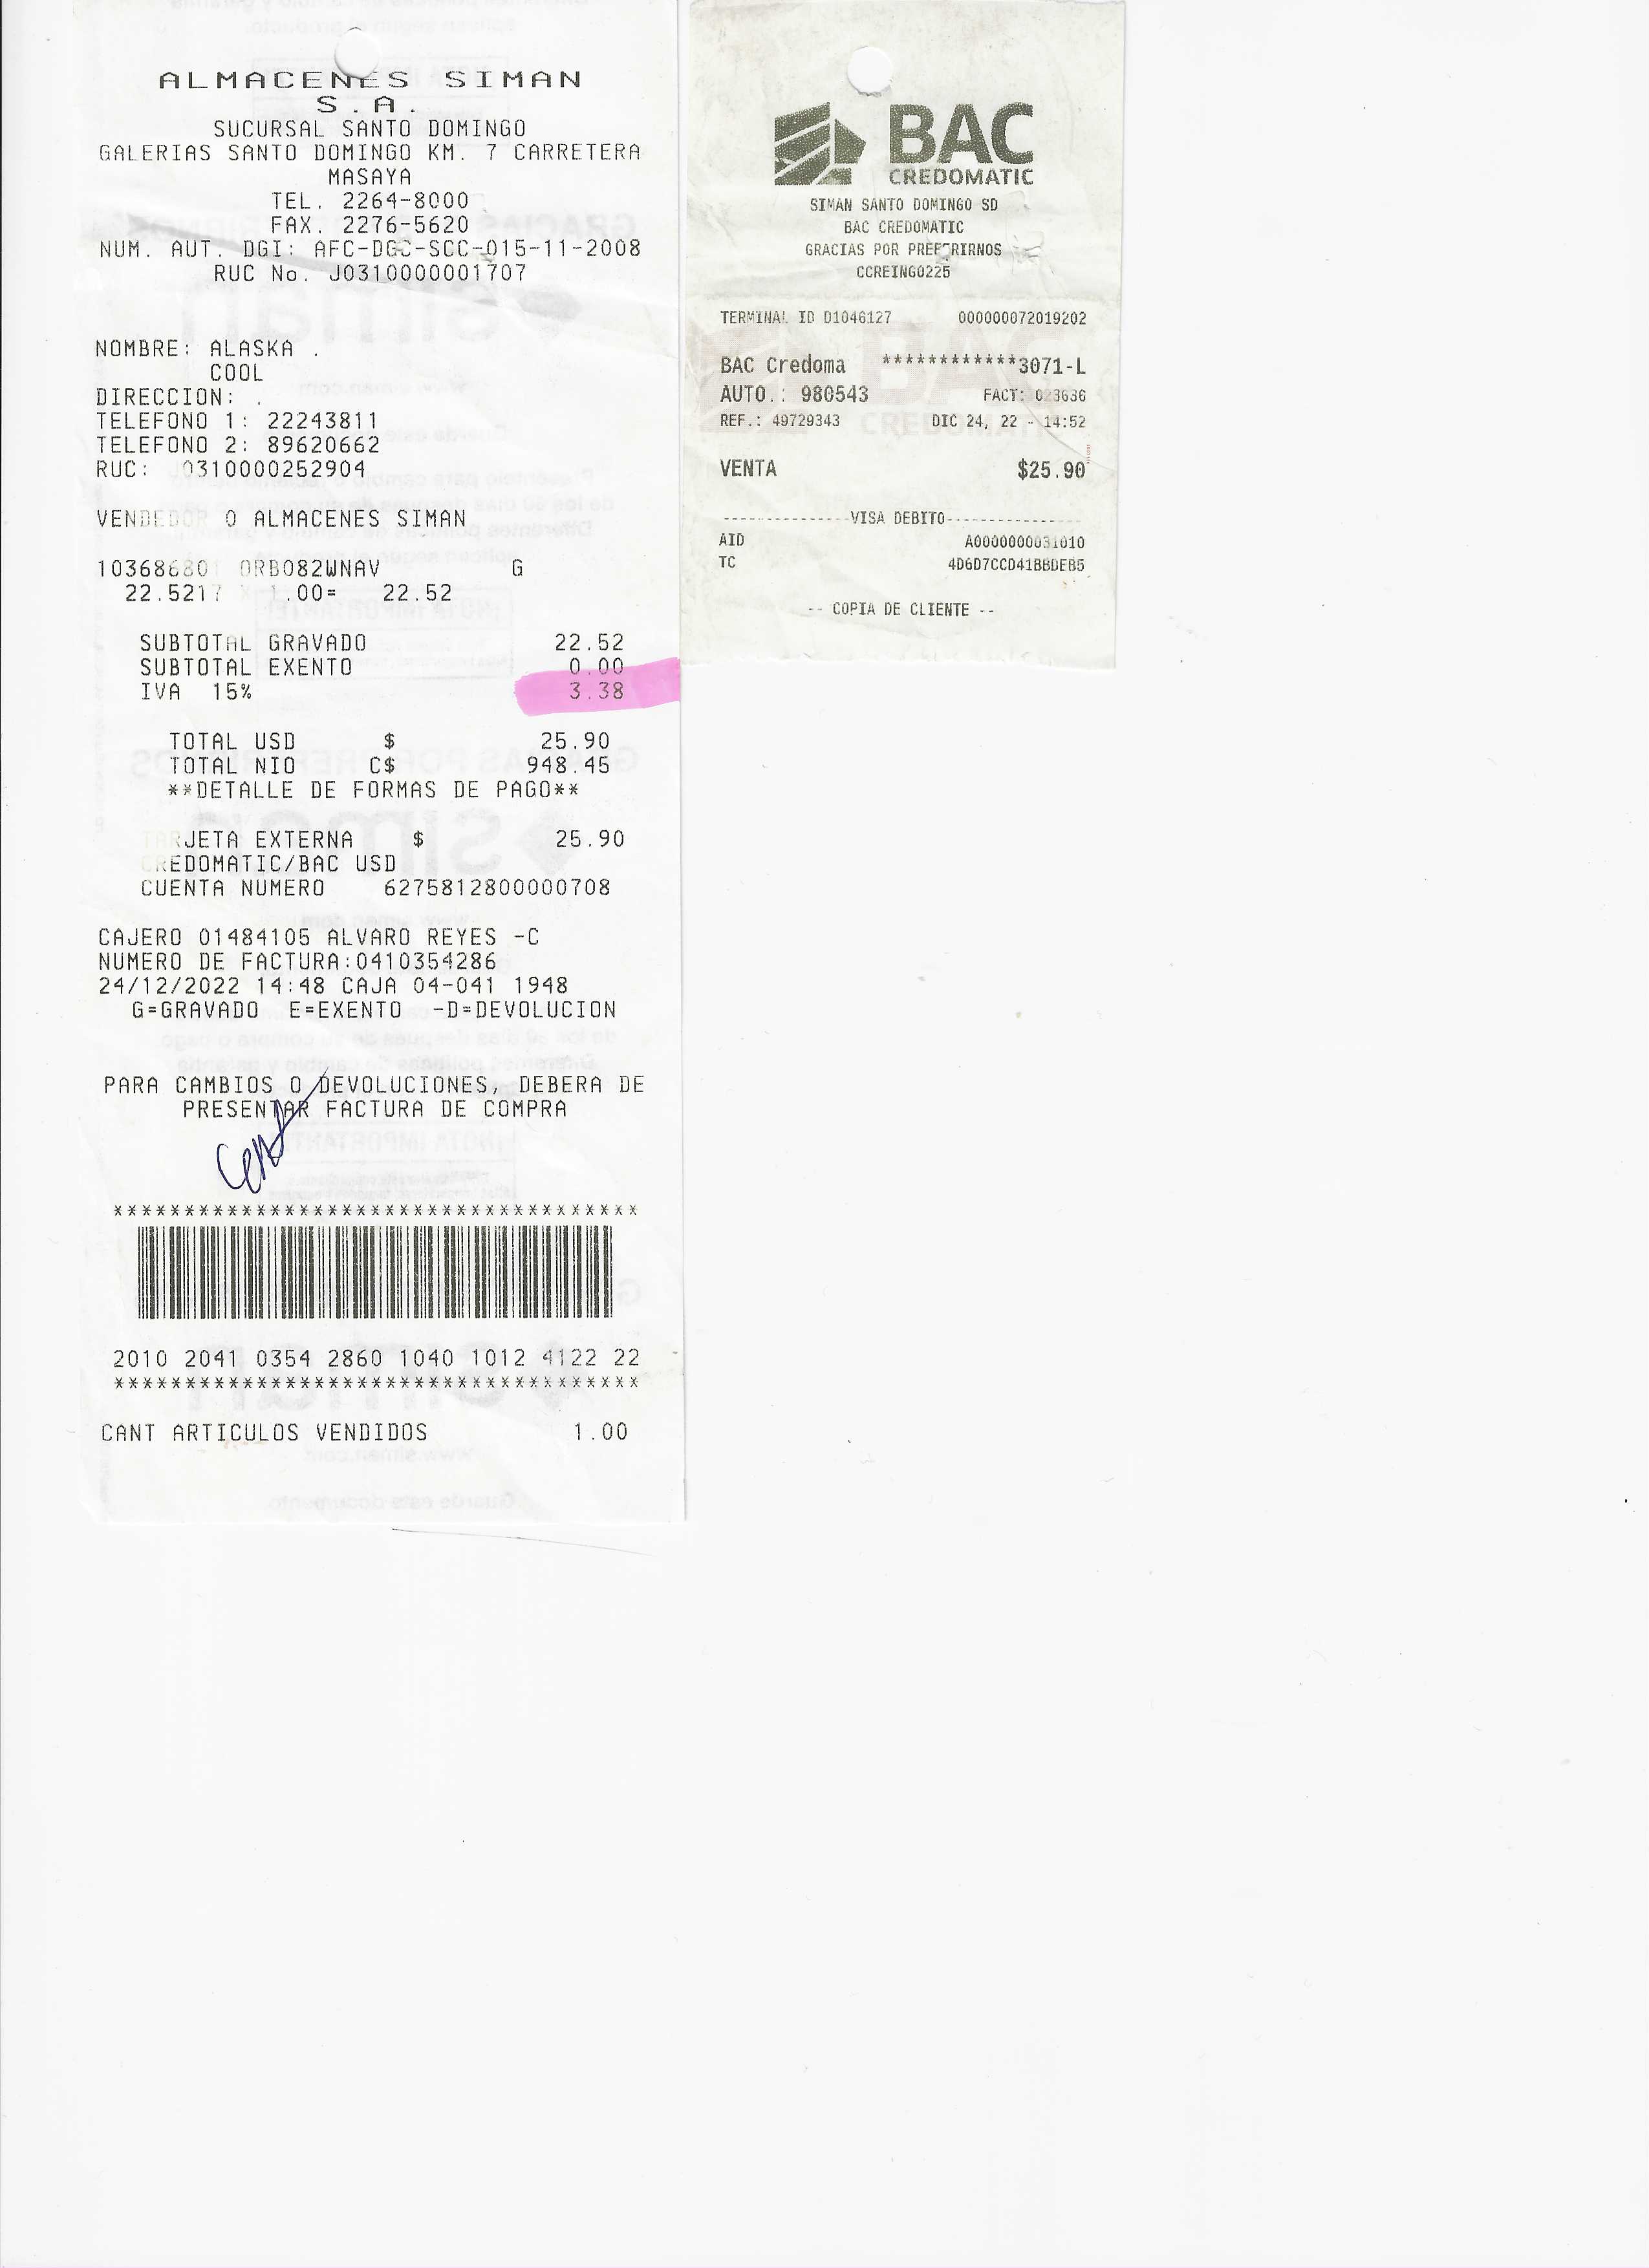 ALMACENES SIMAN
S.A.
SUCURSAL SANTO DOMINGO
GALERIAS SANTO DOMINGO KM. 7 CARRETERA
MASAYA
TEL. 2264-8000
FAX. 2276-5620
NUM. AUT. DGI: AFC-DGC-SCC-015-11-2008
RUC No. J0310000001707
NOMBRE: ALASKA .
COOL
DIRECCION: .
TELEFONO 1: 22243811
TELEFONO 2: 89620662
RUC: J0310000252904
VENDEDOR 0 ALMACENES SIMAN
103686801 ORB082WNAV G
22.5217 X 1.00= 22.52
SUBTOTAL GRAVADO 22.52
SUBTOTAL EXENTO 0.00
IVA 15% 3.38
TOTAL USD $ 25.90
TOTAL NIO C$ 948.45
**DETALLE DE FORMAS DE PAGO**
TARJETA EXTERNA $ 25.90
CREDOMATIC/BAC USD
CUENTA NUMERO 6275812800000708
CAJERO 01484105 ALVARO REYES -C
NUMERO DE FACTURA:0410354286
24/12/2022 14:48 CAJA 04-041 1948
G=GRAVADO E=EXENTO -D=DEVOLUCION
PARA CAMBIOS O DEVOLUCIONES, DEBERA DE
PRESENTAR FACTURA DE COMPRA
*************************************
2010 2041 0354 2860 1040 1012 4122 22
*************************************
CANT ARTICULOS VENDIDOS 1.00
BAC
CREDOMATIC
SIMAN SANTO DOMINGO SD
BAC CREDOMATIC
GRACIAS POR PREFERIRNOS
CCREING0225
TERMINAL ID D1046127 000000072019202
BAC Credoma ************3071-L
AUTO.: 980543 FACT: 023636
REF.: 49729343 DIC 24, 22 - 14:52
VENTA $25.90
---------------VISA DEBITO---------------
AID A0000000031010
TC 4D6D7CCD41BBDEB5
-- COPIA DE CLIENTE --